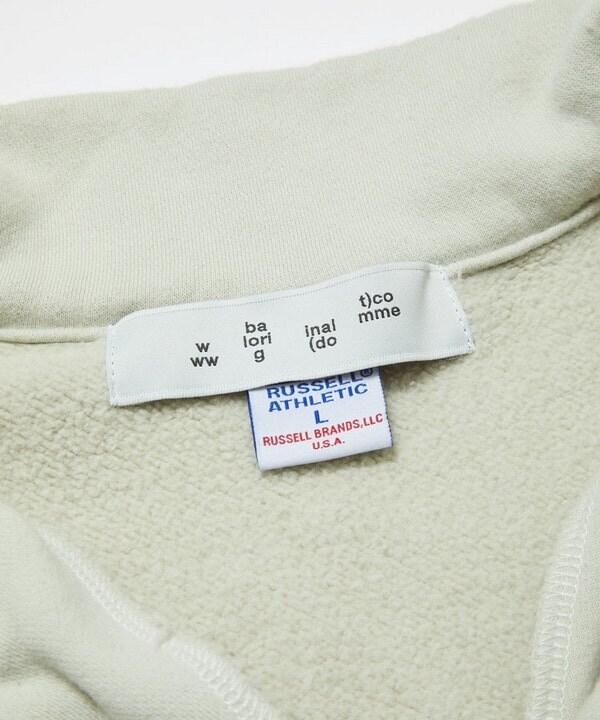 w
ww
ba
lori
g
inal
(do
t)co
mme
RUSSELL®
ATHLETIC
L
RUSSELL BRANDS,LLC
U.S.A.